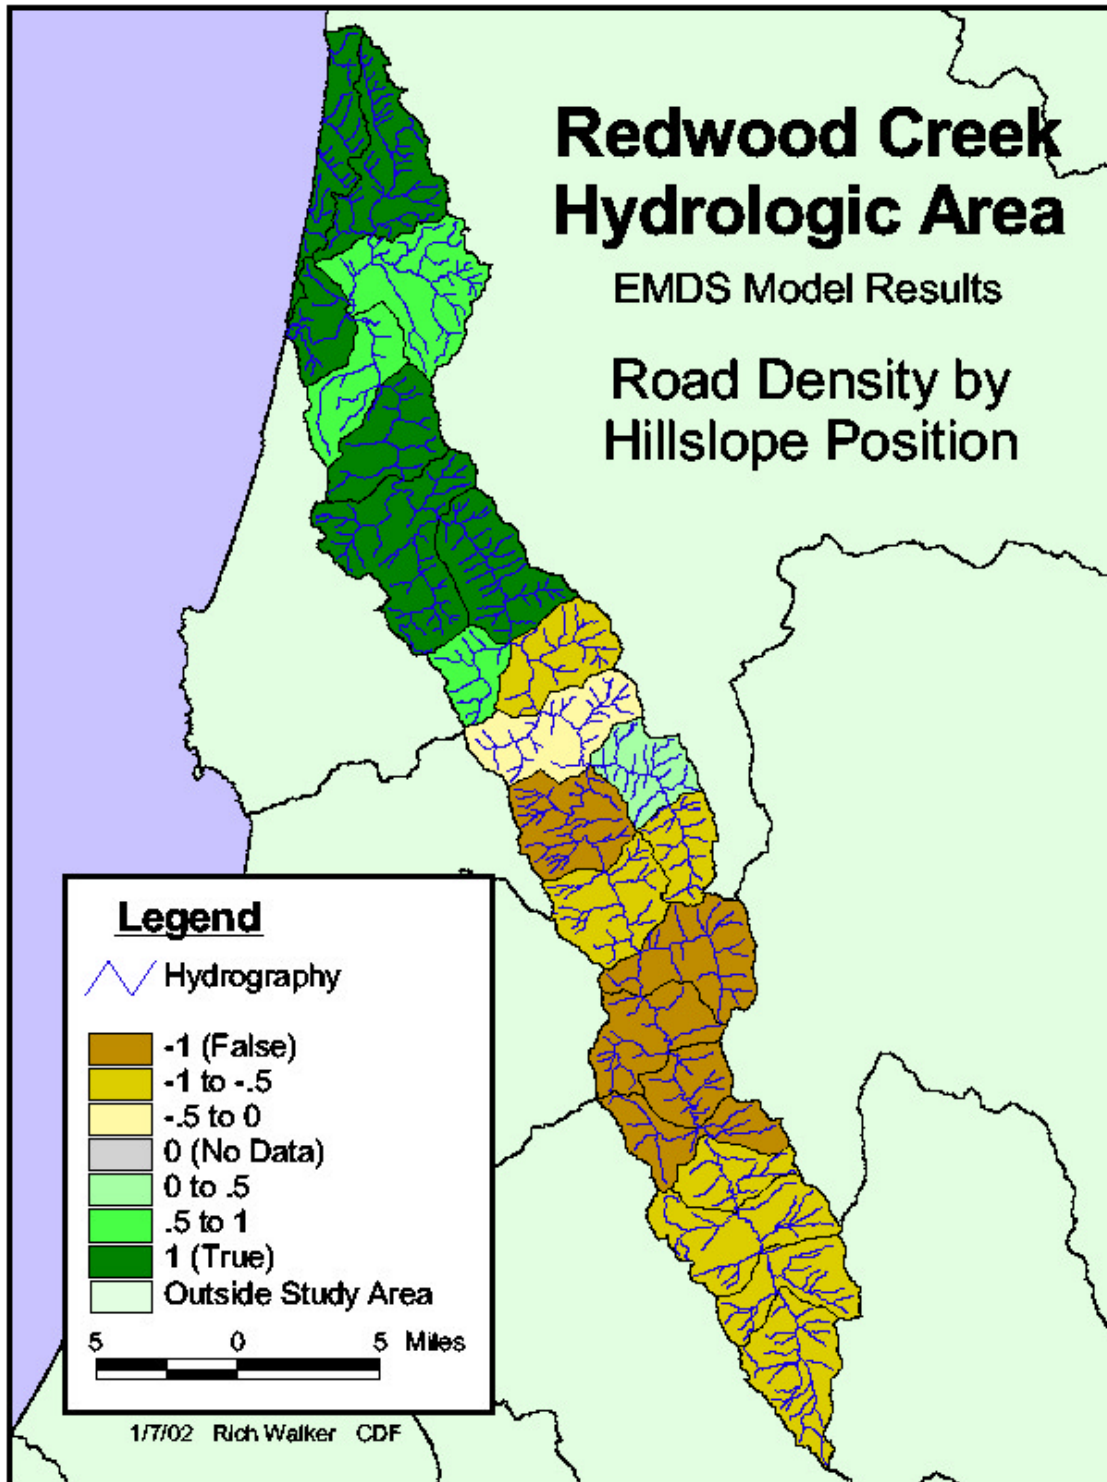 Redwood Creek
Hydrologic Area
EMDS Model Results
Road Density by
Hillslope Position
Legend
Hydrography
-1 (False)
-1 to -.5
-.5 to 0
0 (No Data)
0 to .5
.5 to 1
1 (True)
Outside Study Area
5 0 5 Miles
1/7/02 Rich Walker CDF